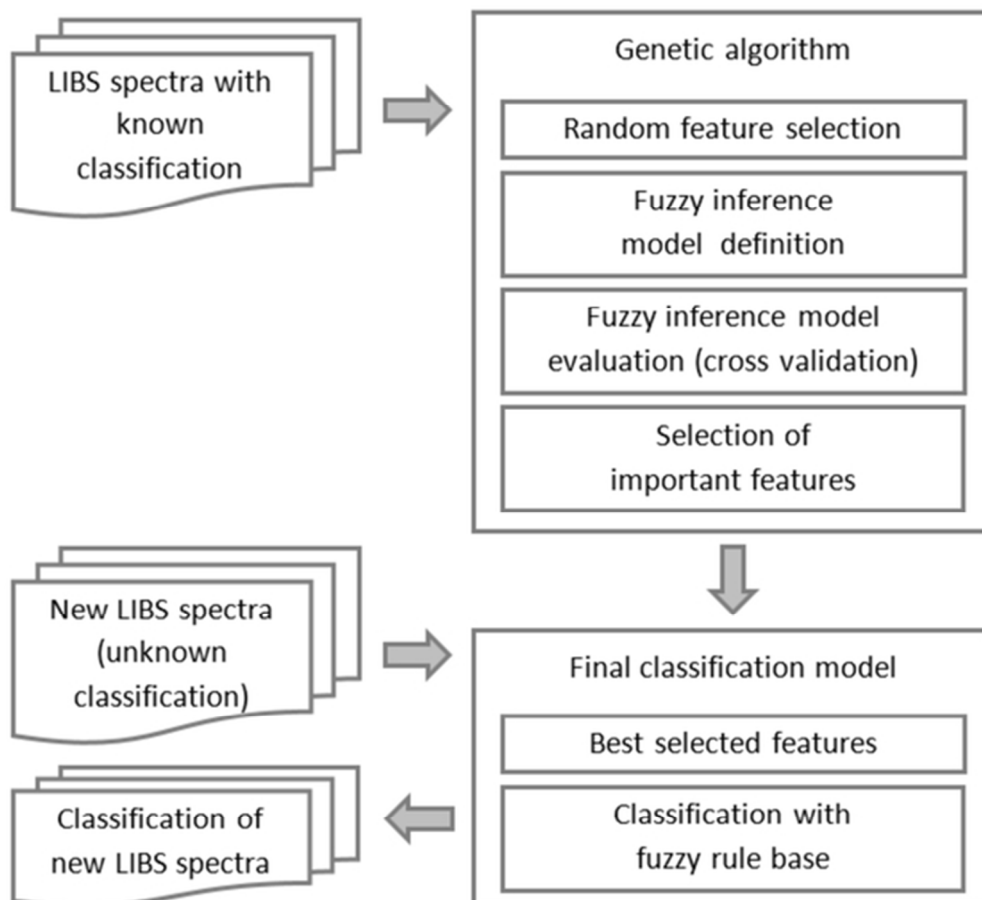 LIBS spectra with
known
classification
Genetic algorithm
Random feature selection
Fuzzy inference
model definition
Fuzzy inference model
evaluation (cross validation)
Selection of
important features
New LIBS spectra
(unknown
classification)
Final classification model
Best selected features
Classification with
fuzzy rule base
Classification of
new LIBS spectra